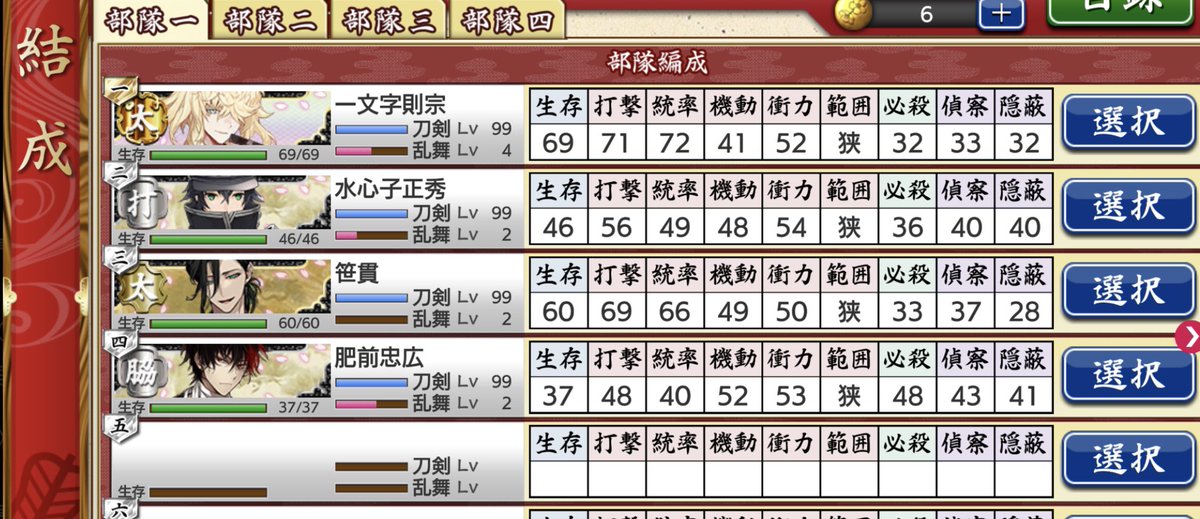 部隊一 部隊二 部隊三 部隊四 6 +
結成
部隊編成
一 太 一文字則宗
刀剣 Lv 99
乱舞 Lv 4
生存 69/69
生存 打撃 統率 機動 衝力 範囲 必殺 偵察 隠蔽
69 71 72 41 52 狭 32 33 32
選択
二 打 水心子正秀
刀剣 Lv 99
乱舞 Lv 2
生存 46/46
生存 打撃 統率 機動 衝力 範囲 必殺 偵察 隠蔽
46 56 49 48 54 狭 36 40 40
選択
三 太 笹貫
刀剣 Lv 99
乱舞 Lv 2
生存 60/60
生存 打撃 統率 機動 衝力 範囲 必殺 偵察 隠蔽
60 69 66 49 50 狭 33 37 28
選択
四 脇 肥前忠広
刀剣 Lv 99
乱舞 Lv 2
生存 37/37
生存 打撃 統率 機動 衝力 範囲 必殺 偵察 隠蔽
37 48 40 52 53 狭 48 43 41
選択
五
刀剣 Lv
乱舞 Lv
生存
生存 打撃 統率 機動 衝力 範囲 必殺 偵察 隠蔽
選択
六